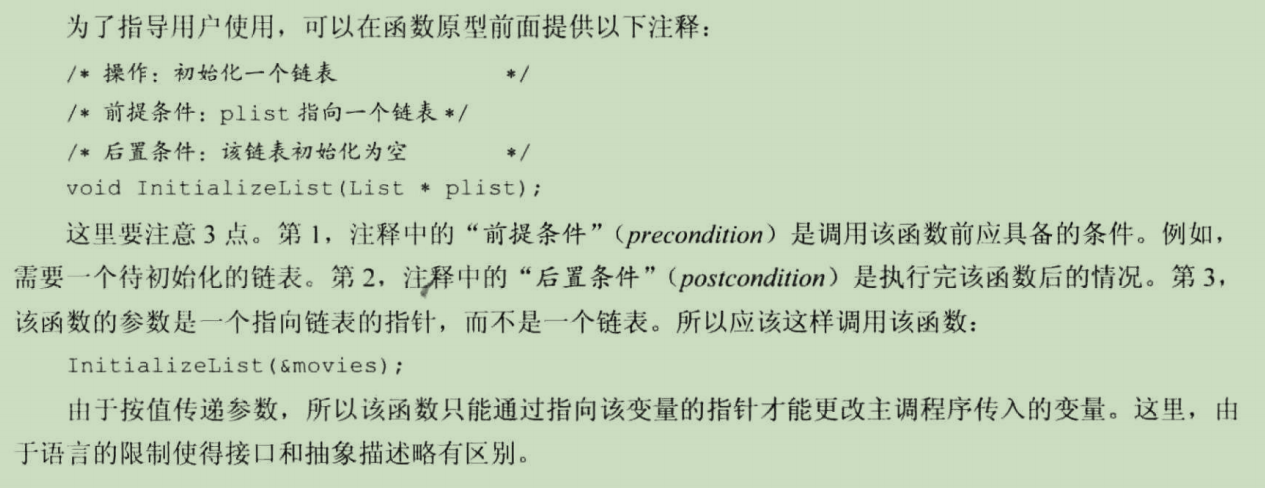 为了指导用户使用，可以在函数原型前面提供以下注释：
/* 操作：初始化一个链表 */
/* 前提条件：plist 指向一个链表 */
/* 后置条件：该链表初始化为空 */
void InitializeList(List * plist);
这里要注意 3 点。第 1，注释中的“前提条件”（precondition）是调用该函数前应具备的条件。例如，
需要一个待初始化的链表。第 2，注释中的“后置条件”（postcondition）是执行完该函数后的情况。第 3，
该函数的参数是一个指向链表的指针，而不是一个链表。所以应该这样调用该函数：
InitializeList(&movies);
由于按值传递参数，所以该函数只能通过指向该变量的指针才能更改主调程序传入的变量。这里，由
于语言的限制使得接口和抽象描述略有区别。